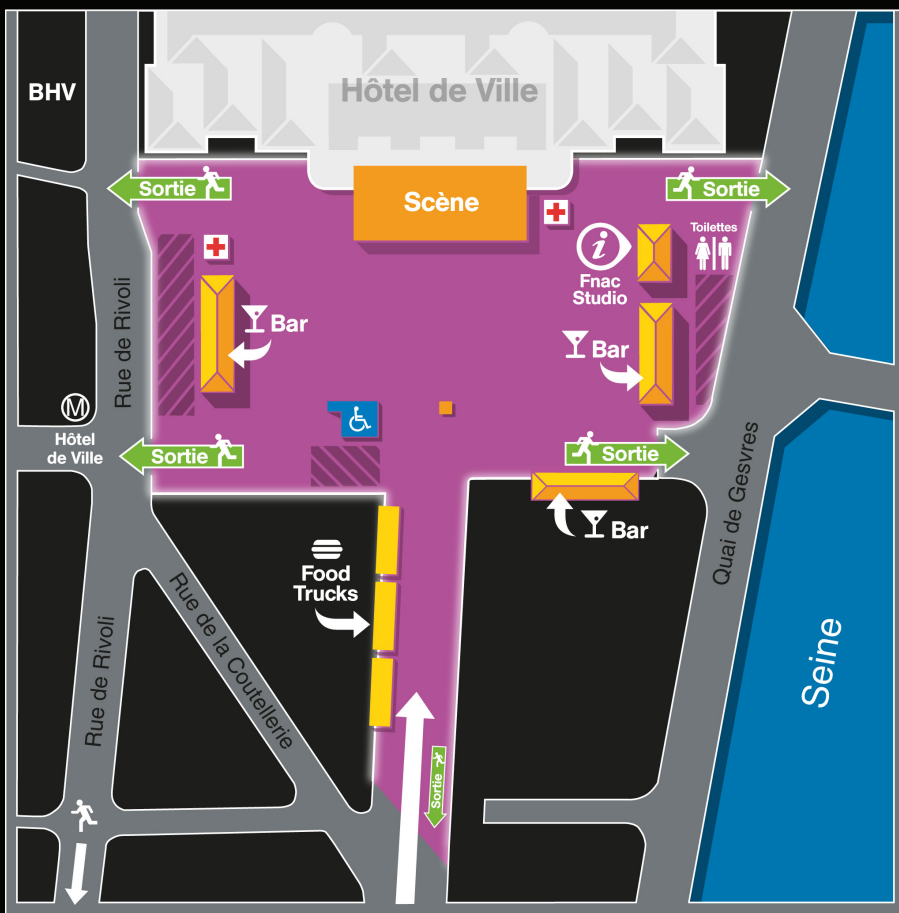 Hôtel de Ville
BHV
Sortie
Scène
Sortie
Toilettes
Fnac
Studio
Rue de Rivoli
Bar
Bar
M
Hôtel
de Ville
Sortie
Sortie
Quai de Gesvres
Bar
Food
Trucks
Rue de la Coutellerie
Rue de Rivoli
Seine
Sortie